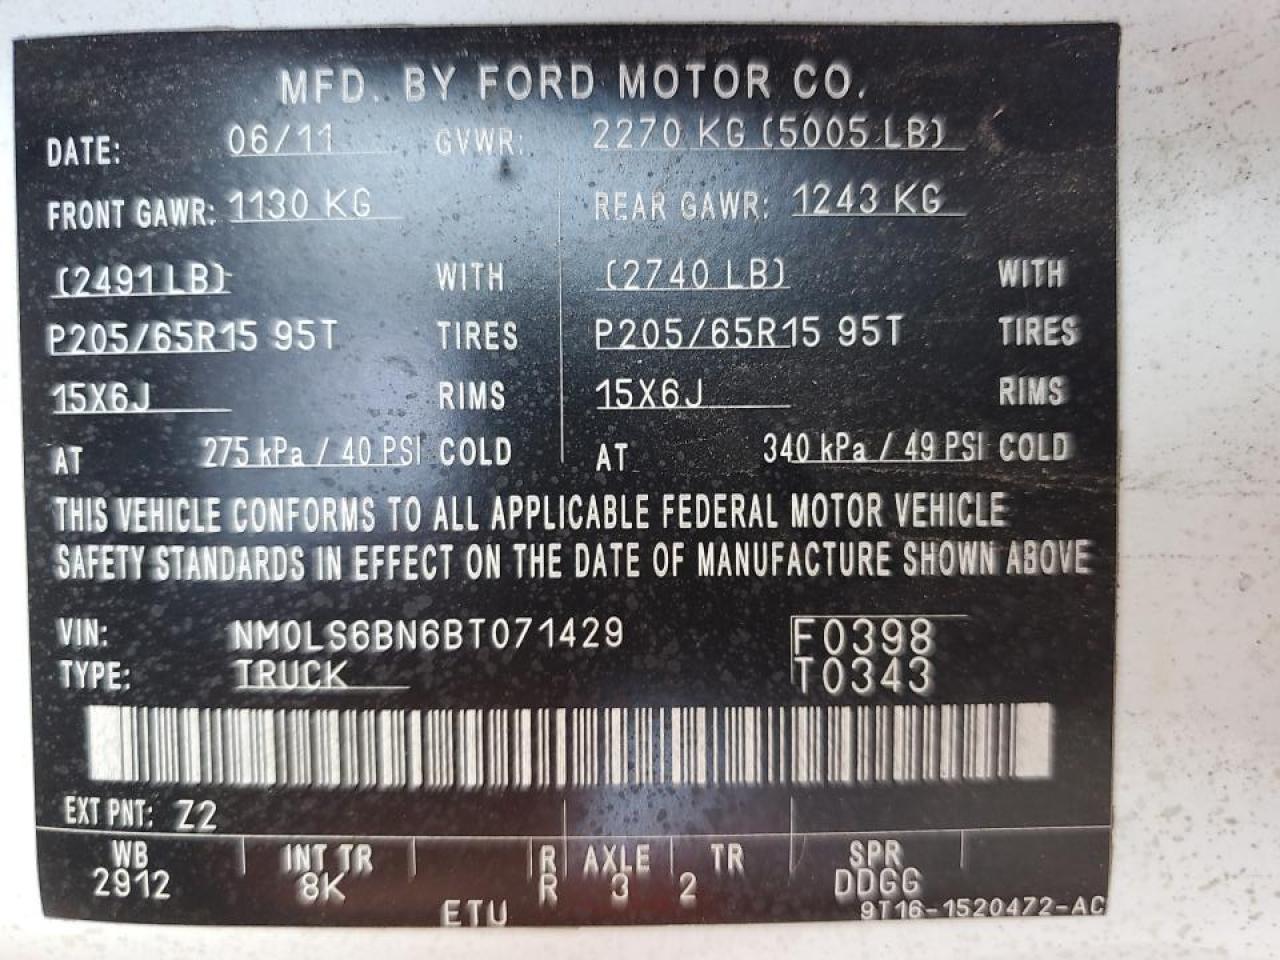 MFD. BY FORD MOTOR CO.
DATE: 06/11 GVWR: 2270 KG (5005 LB)
FRONT GAWR: 1130 KG REAR GAWR: 1243 KG
(2491 LB) WITH (2740 LB) WITH
P205/65R15 95T TIRES P205/65R15 95T TIRES
15X6J RIMS 15X6J RIMS
AT 275 kPa / 40 PSI COLD AT 340 kPa / 49 PSI COLD
THIS VEHICLE CONFORMS TO ALL APPLICABLE FEDERAL MOTOR VEHICLE
SAFETY STANDARDS IN EFFECT ON THE DATE OF MANUFACTURE SHOWN ABOVE
VIN: NM0LS6BN6BT071429 F0398
TYPE: TRUCK T0343
EXT PNT: Z2
WB INT TR R AXLE TR SPR
2912 8K R 3 2 DDGG
ETU 9T16-1520472-AC